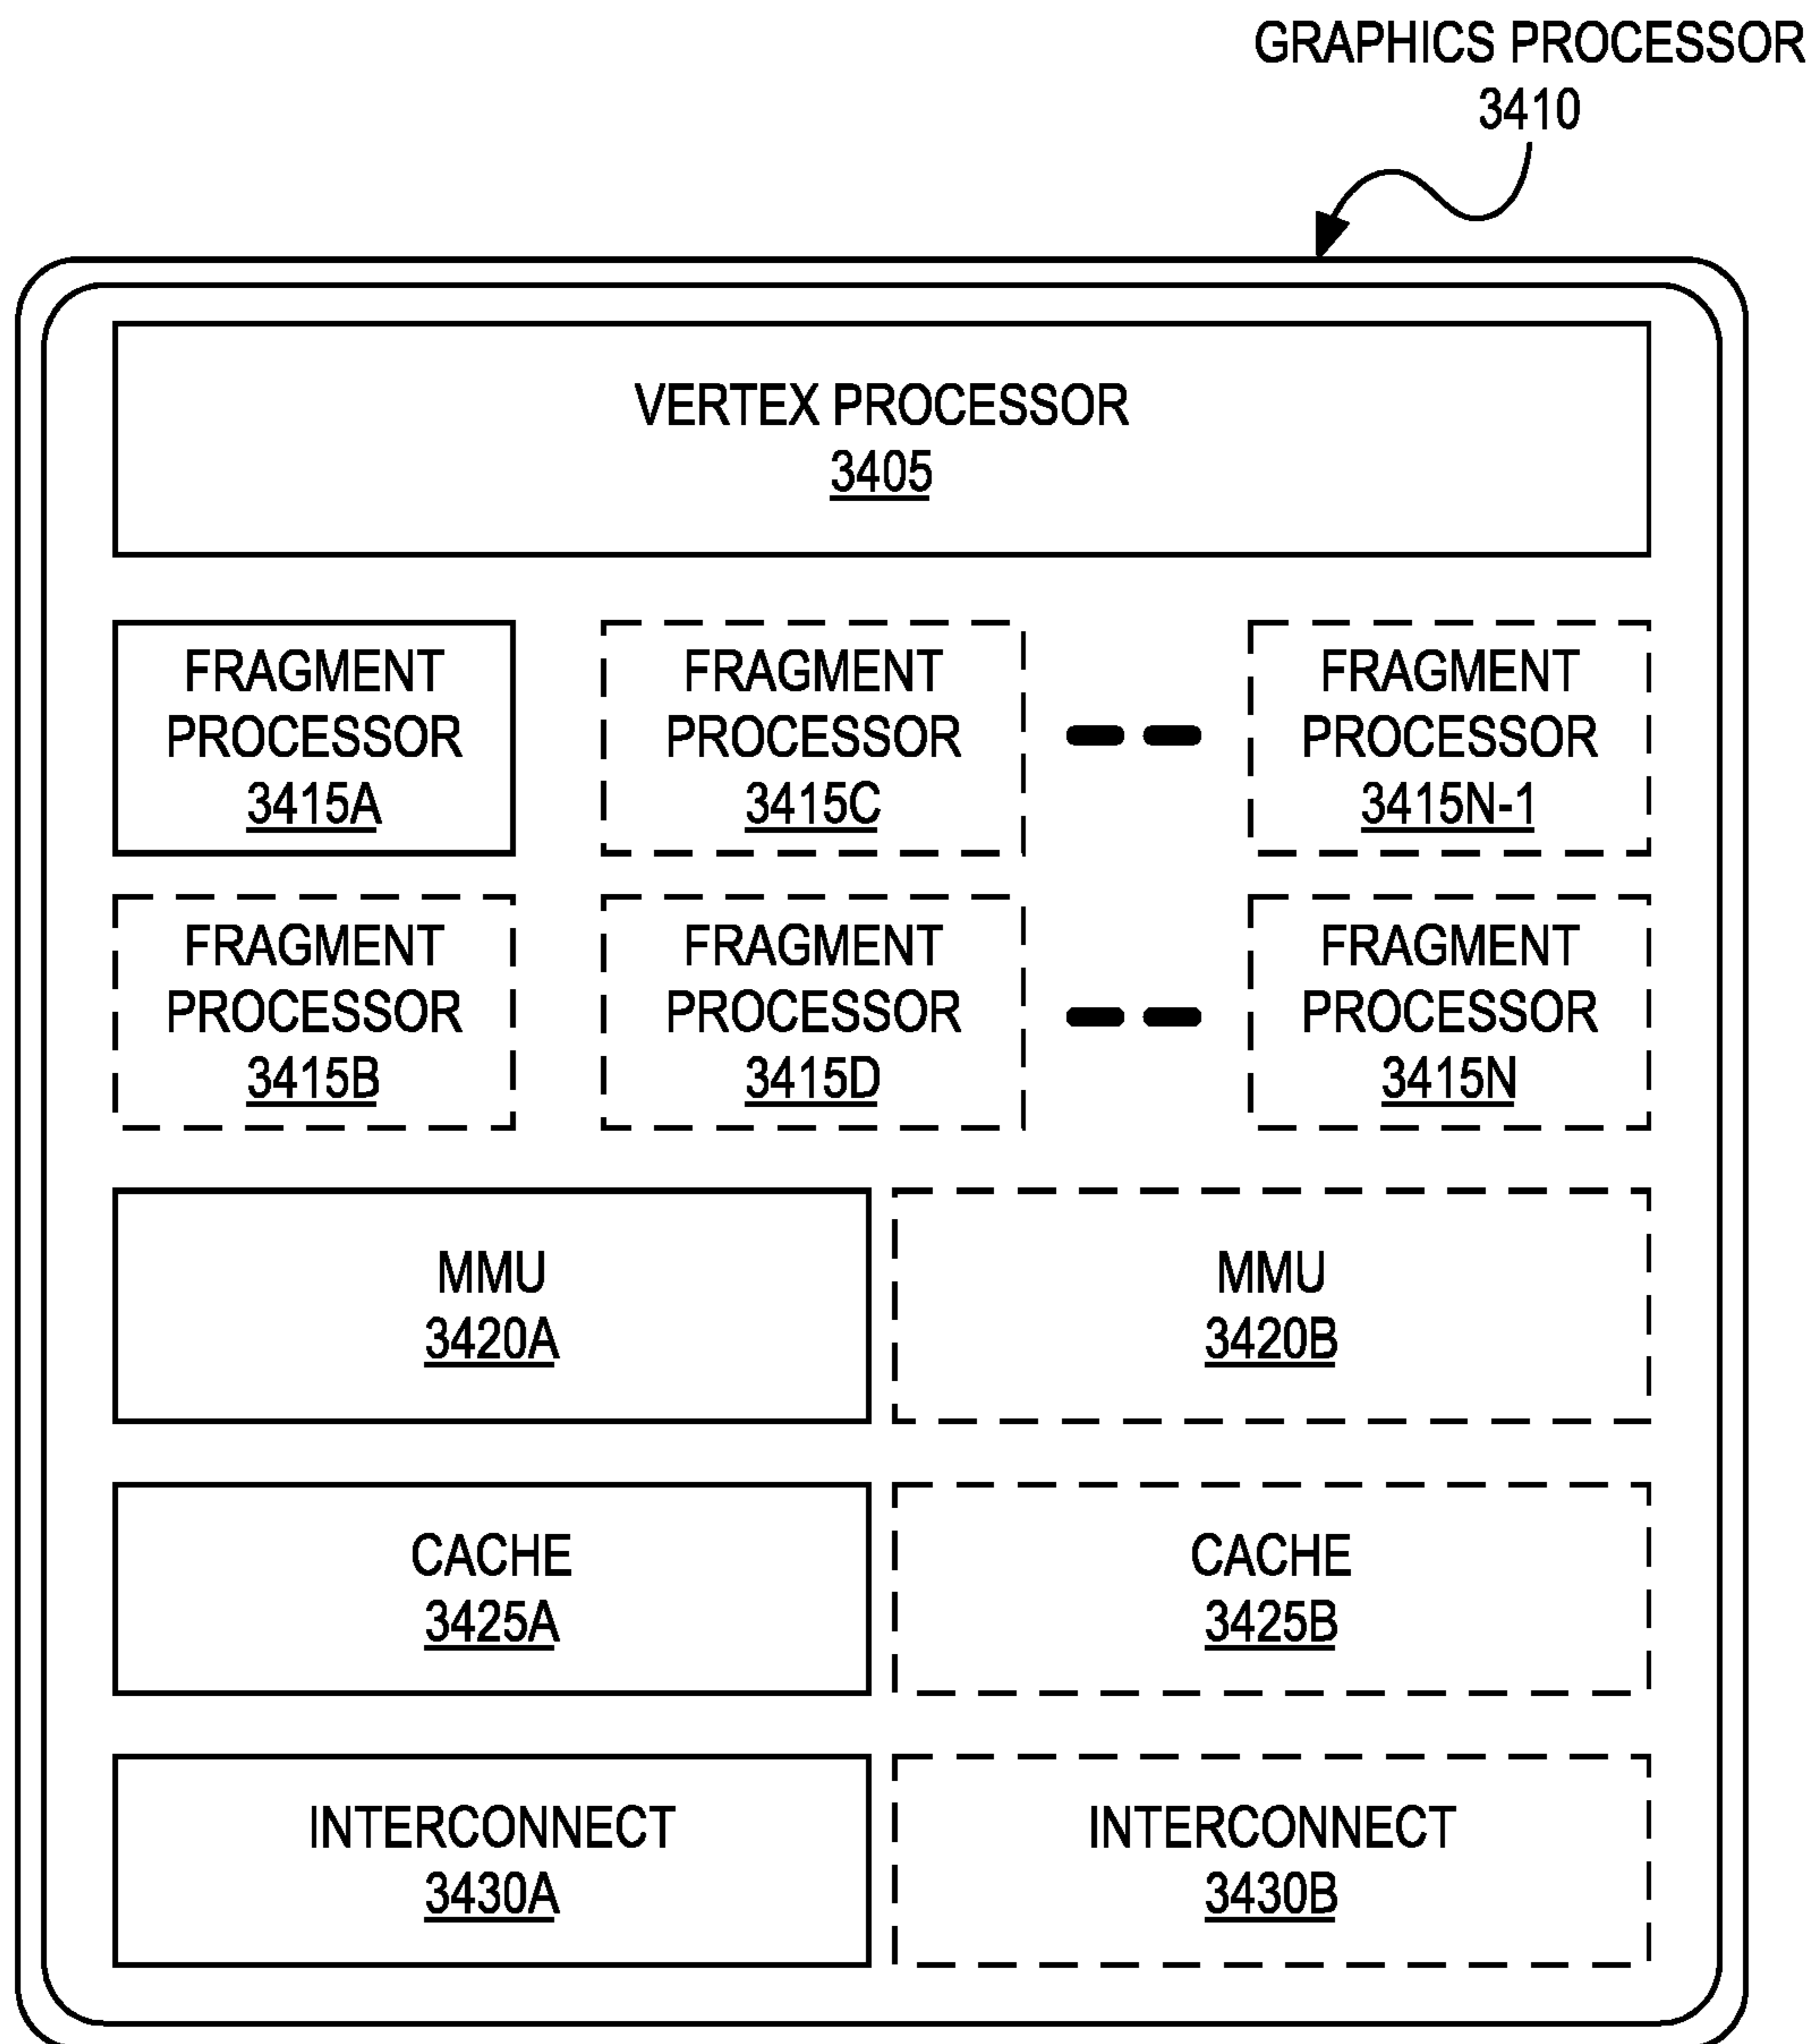 GRAPHICS PROCESSOR
3410
VERTEX PROCESSOR
3405
FRAGMENT
PROCESSOR
3415A
FRAGMENT
PROCESSOR
3415C
FRAGMENT
PROCESSOR
3415N-1
FRAGMENT
PROCESSOR
3415B
FRAGMENT
PROCESSOR
3415D
FRAGMENT
PROCESSOR
3415N
MMU
3420A
MMU
3420B
CACHE
3425A
CACHE
3425B
INTERCONNECT
3430A
INTERCONNECT
3430B